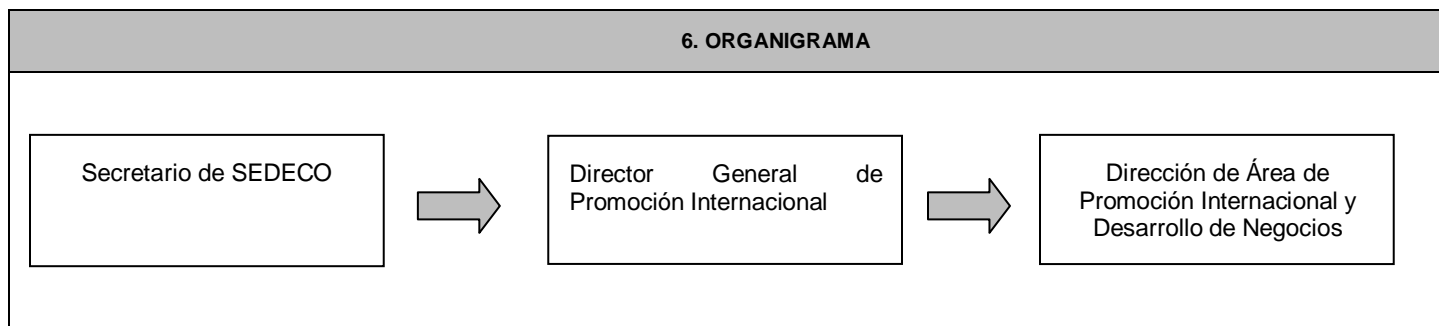 6. ORGANIGRAMA
Secretario de SEDECO
Director General de
Promoción Internacional
Dirección de Área de
Promoción Internacional y
Desarrollo de Negocios